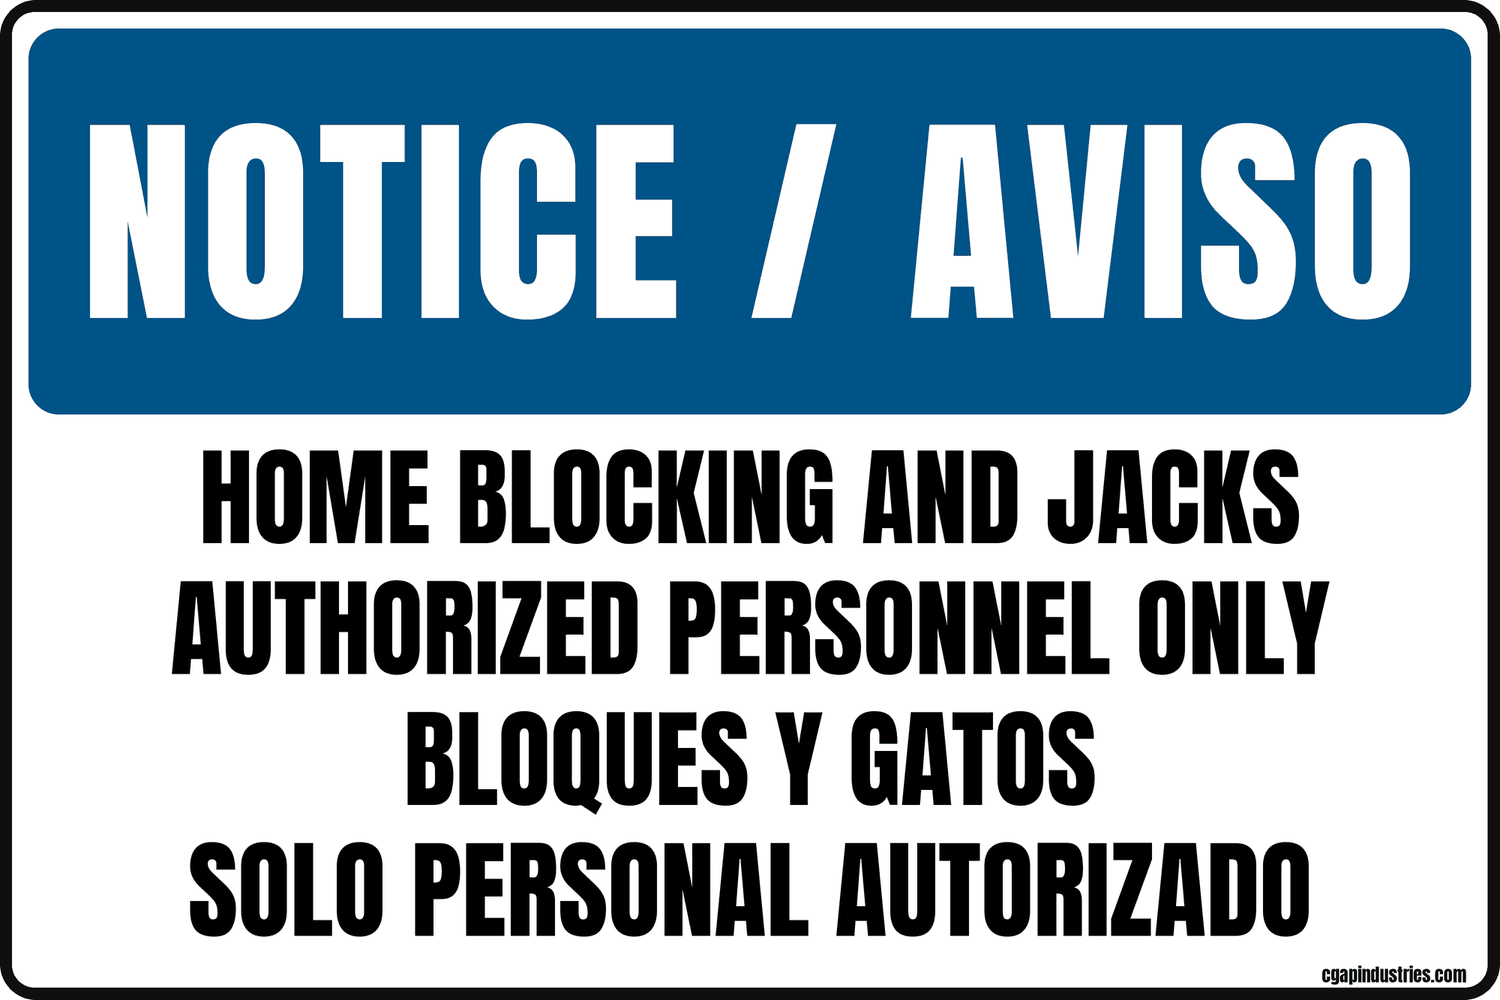 NOTICE / AVISO
HOME BLOCKING AND JACKS
AUTHORIZED PERSONNEL ONLY
BLOQUES Y GATOS
SOLO PERSONAL AUTORIZADO
cgapindustries.com